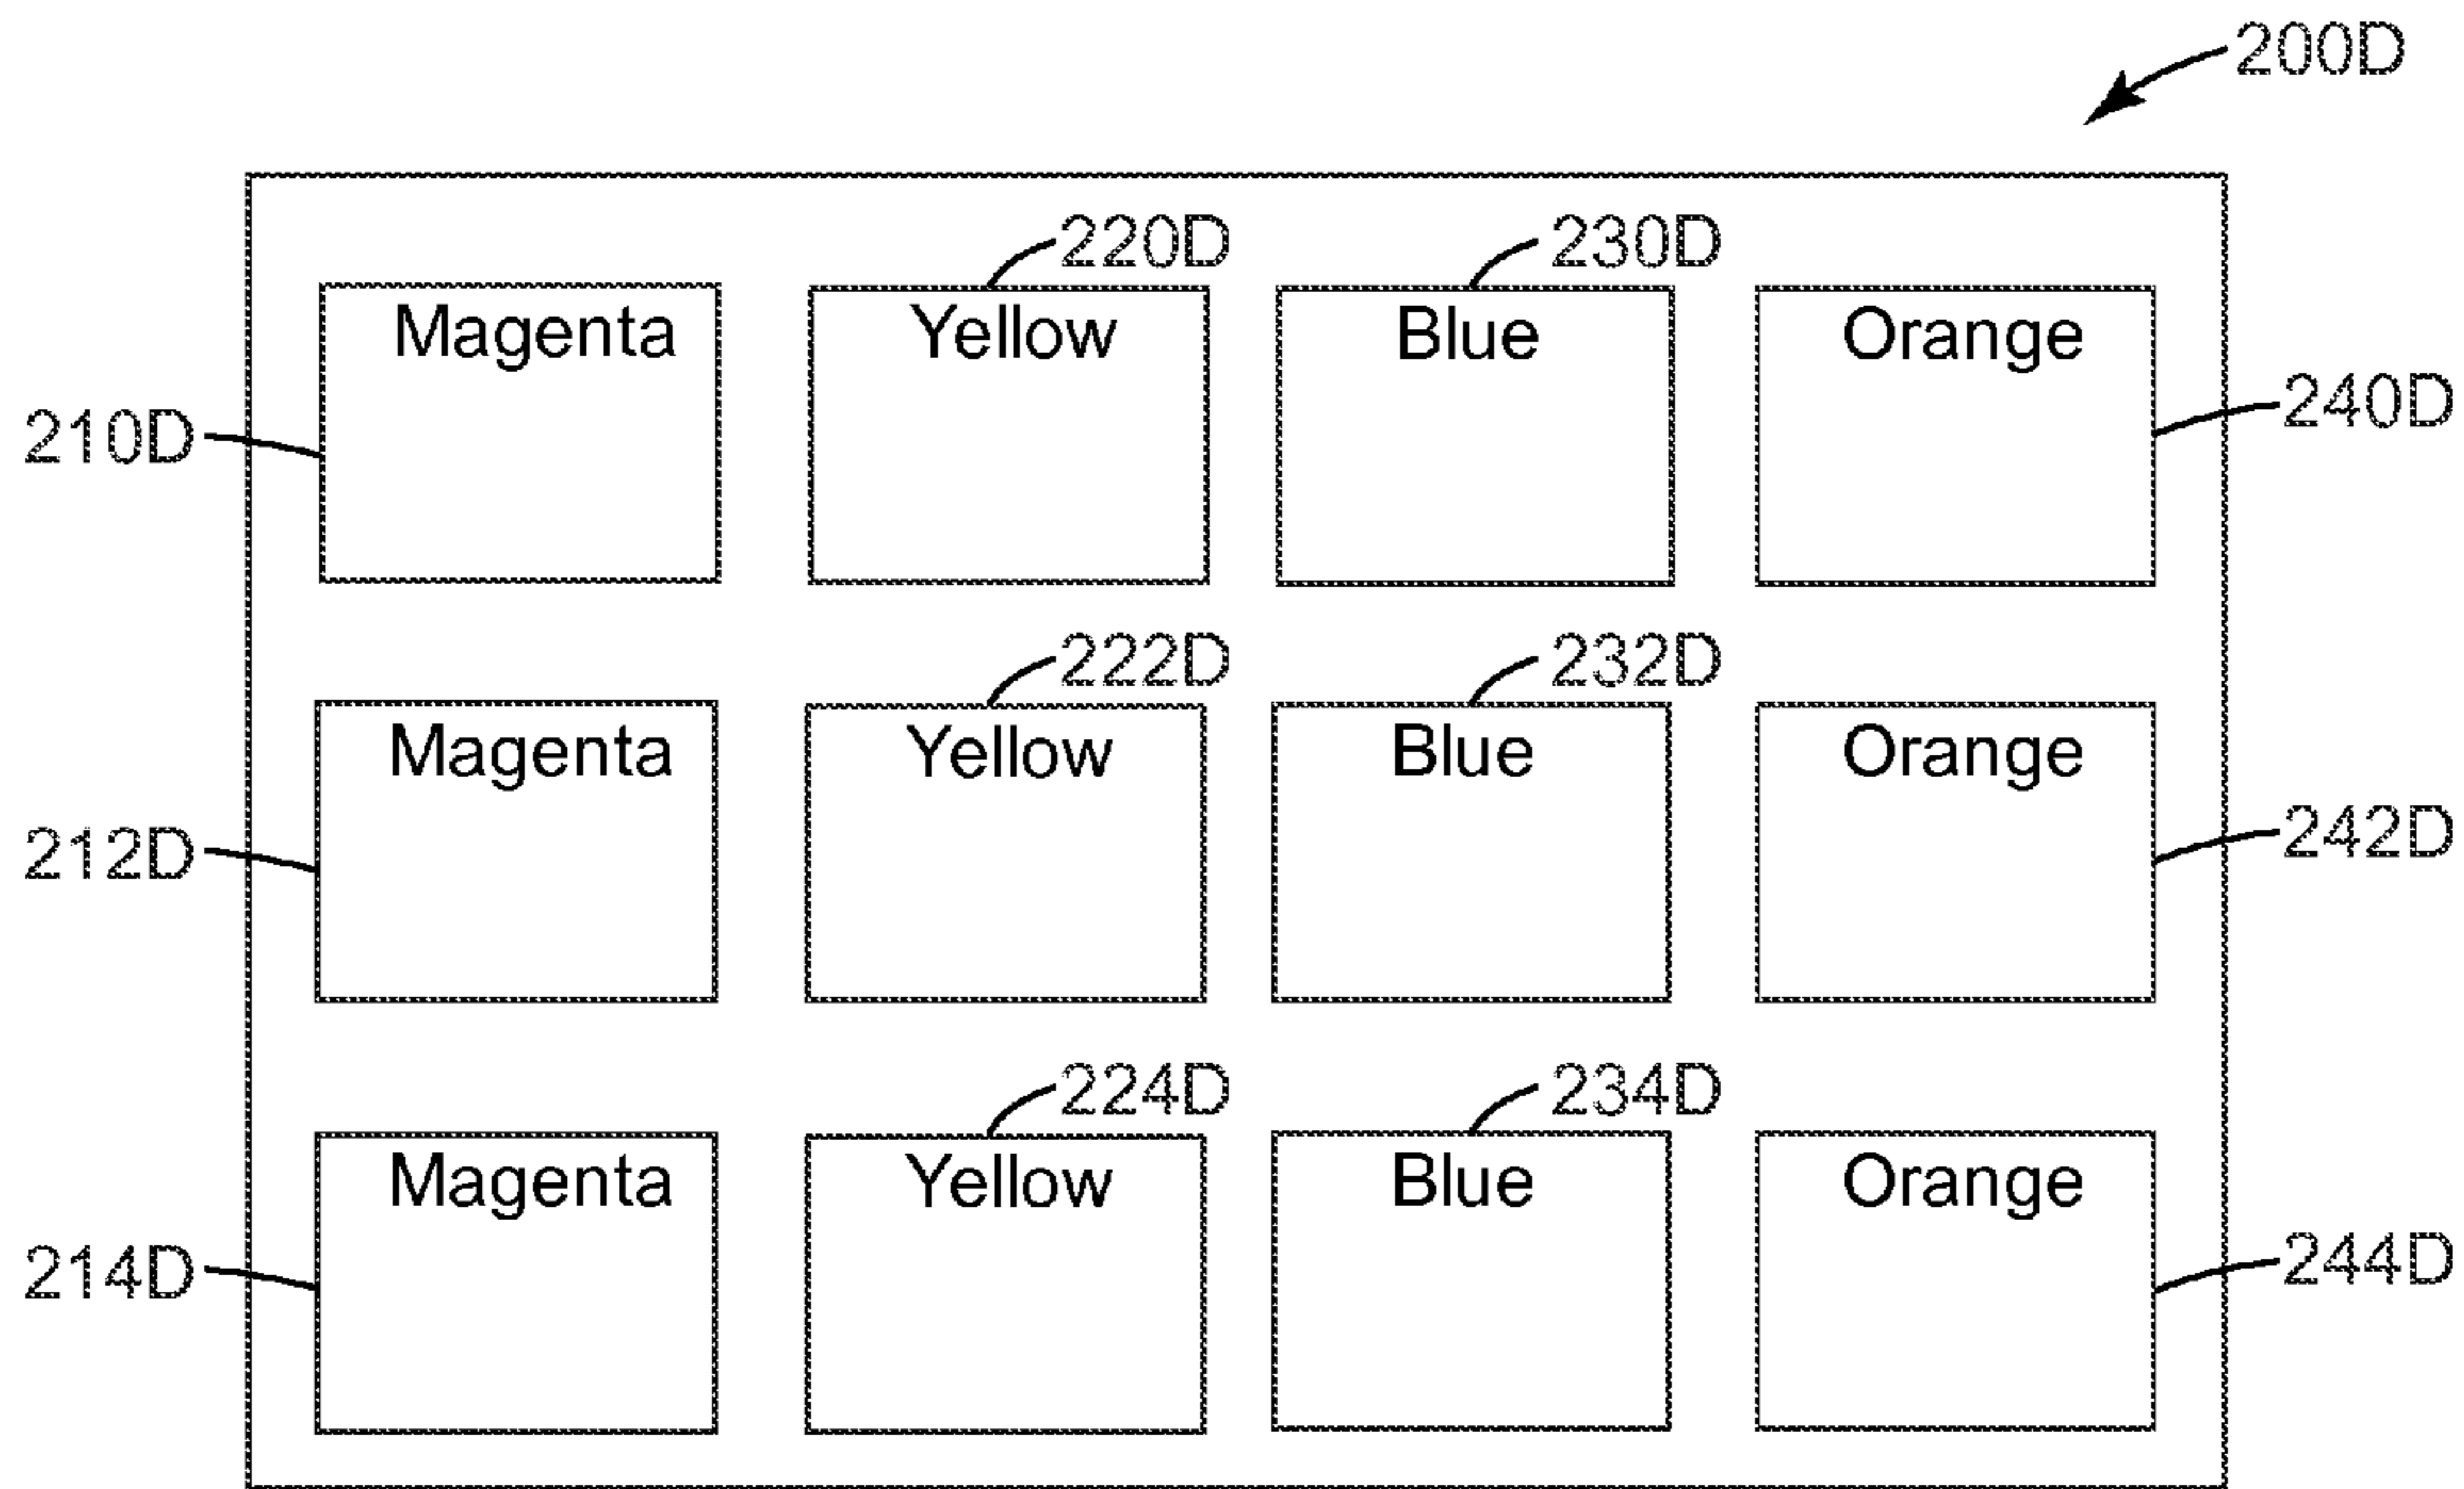 200D
220D 230D
Magenta Yellow Blue Orange
210D 240D
222D 232D
Magenta Yellow Blue Orange
212D 242D
224D 234D
Magenta Yellow Blue Orange
214D 244D